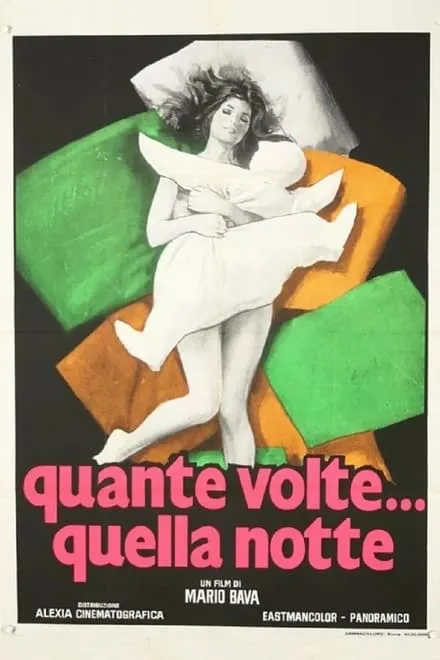 quante volte...
quella notte
UN FILM DI
MARIO BAVA
DISTRIBUZIONE
ALEXIA CINEMATOGRAFICA
EASTMANCOLOR - PANORAMICO